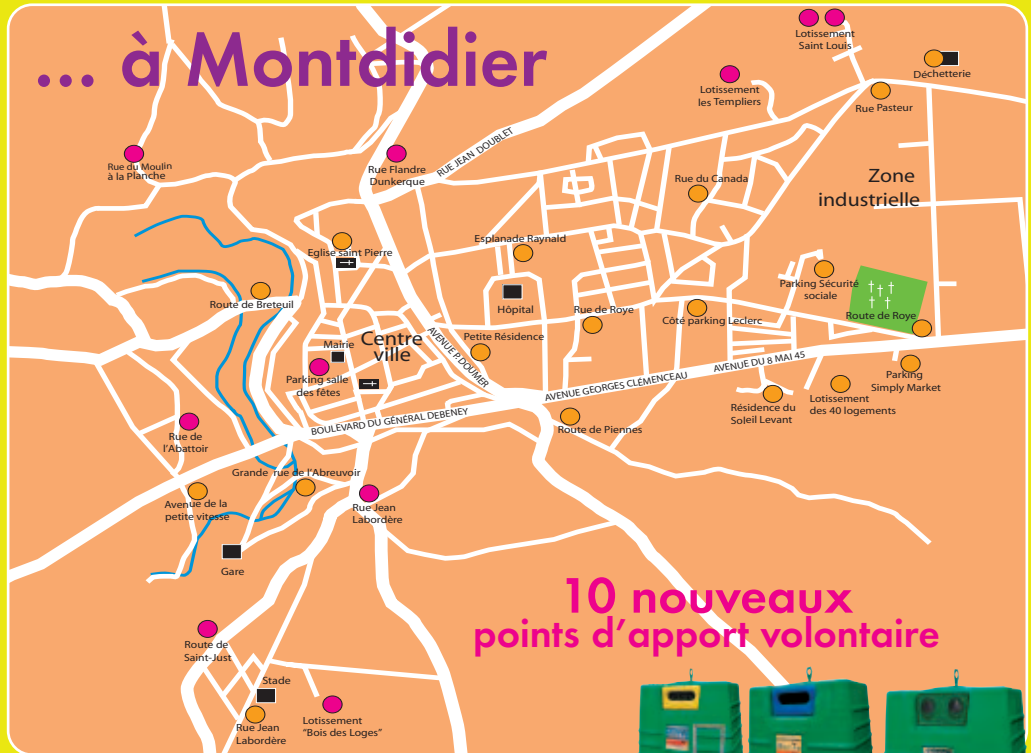 ... à Montdidier
Lotissement
Saint Louis
Déchetterie
Lotissement
les Templiers
Rue Pasteur
RUE JEAN DOUBLET
Rue du Moulin
à la Planche
Rue Flandre
Dunkerque
Rue du Canada
Zone
industrielle
Esplanade Raynald
Eglise saint Pierre
Parking Sécurité
sociale
Route de Breteuil
Hôpital
Rue de Roye
Côté parking Leclerc
Route de Roye
Centre
ville
Mairie
AVENUE P. DOUMER
Petite Résidence
Parking salle
des fêtes
AVENUE DU 8 MAI 45
AVENUE GEORGES CLÉMENCEAU
Parking
Simply Market
Lotissement
des 40 logements
Résidence du
Soleil Levant
BOULEVARD DU GÉNÉRAL DEBENEY
Route de Piennes
Rue de
l'Abattoir
Grande rue de l'Abreuvoir
Avenue de la
petite vitesse
Rue Jean
Labordère
Gare
10 nouveaux
points d'apport volontaire
Route de
Saint-Just
Stade
Rue Jean
Labordère
Lotissement
"Bois des Loges"